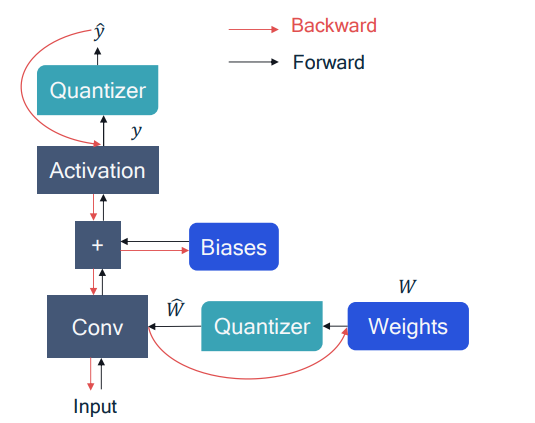 ŷ
Backward
Forward
Quantizer
y
Activation
+
Biases
W
Ŵ
Conv
Quantizer
Weights
Input